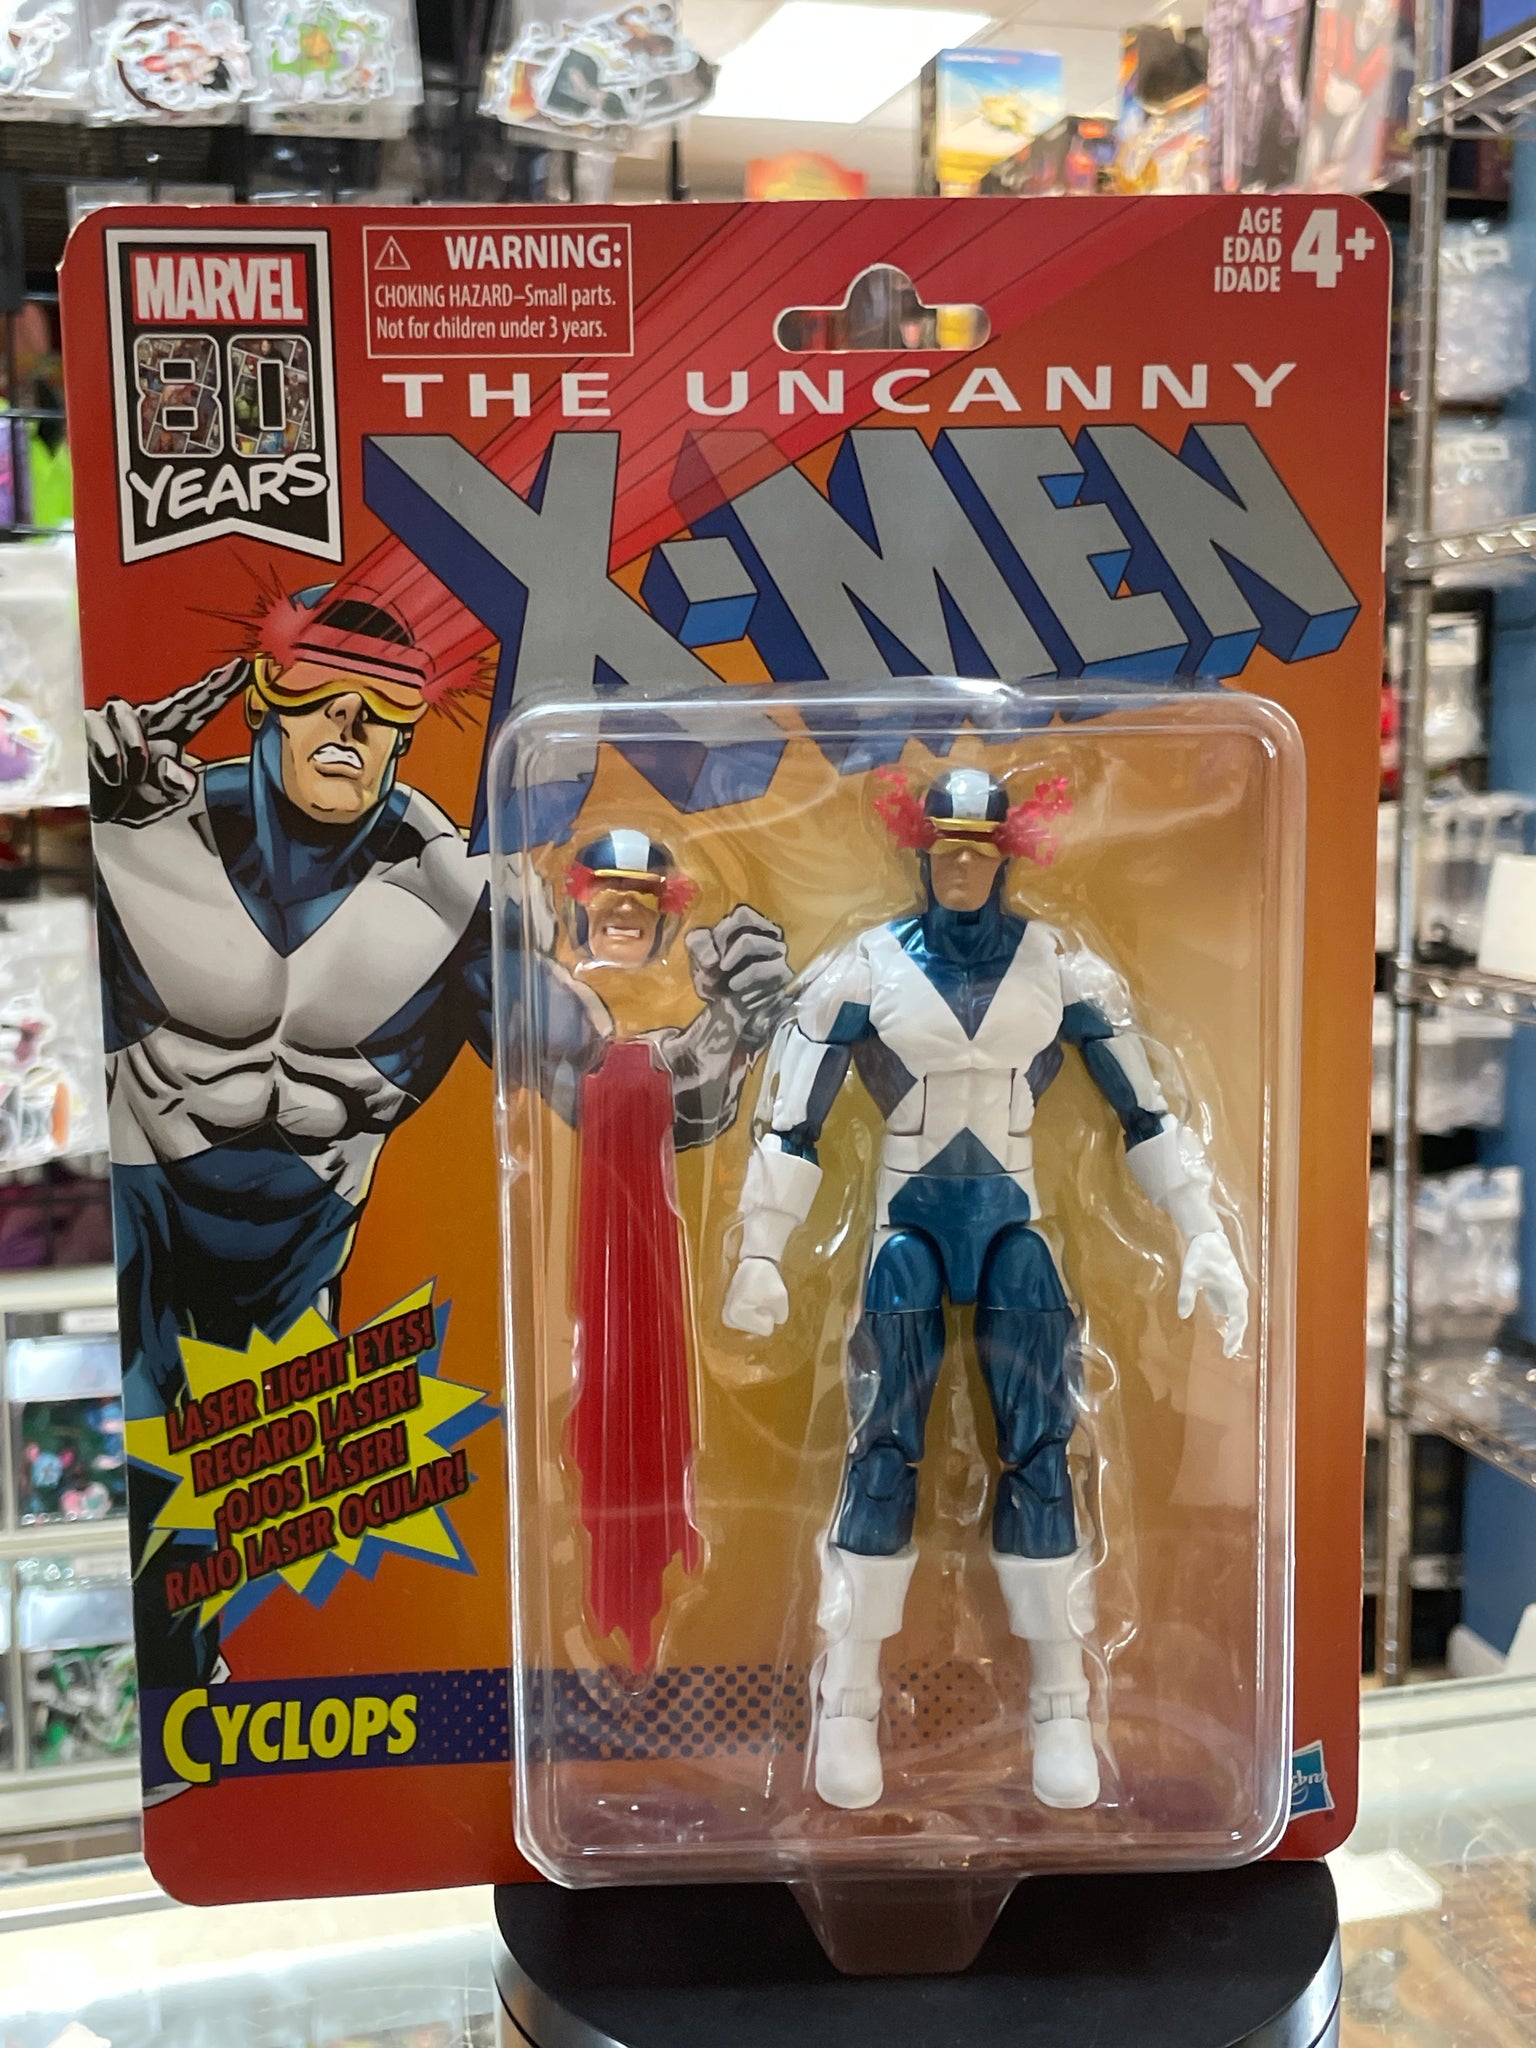 MARVEL
80
YEARS
WARNING:
CHOKING HAZARD–Small parts.
Not for children under 3 years.
AGE
EDAD
IDADE
4+
THE UNCANNY
X-MEN
LASER LIGHT EYES!
REGARD LASER!
¡OJOS LÁSER!
RAIO LASER OCULAR!
CYCLOPS